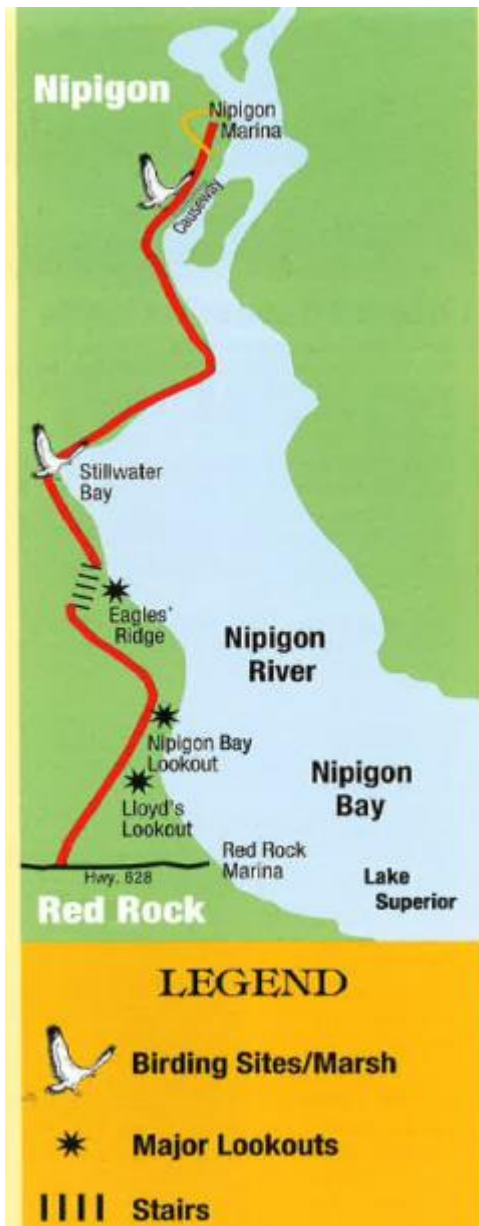 Nipigon
Nipigon
Marina
Causeway
Stillwater
Bay
Eagles'
Ridge
Nipigon
River
Nipigon Bay
Lookout
Nipigon
Bay
Lloyd's
Lookout
Red Rock
Marina
Hwy. 628
Lake
Superior
Red Rock
LEGEND
Birding Sites/Marsh
Major Lookouts
Stairs